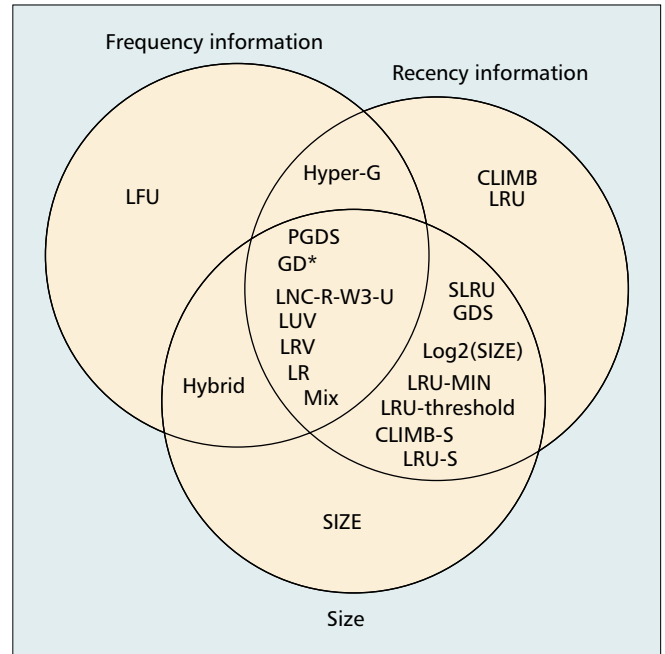 Frequency information
Recency information
Hyper-G
LFU
CLIMB
LRU
PGDS
GD*
LNC-R-W3-U
LUV
LRV
LR
Mix
SLRU
GDS
Log2(SIZE)
LRU-MIN
LRU-threshold
CLIMB-S
LRU-S
Hybrid
SIZE
Size